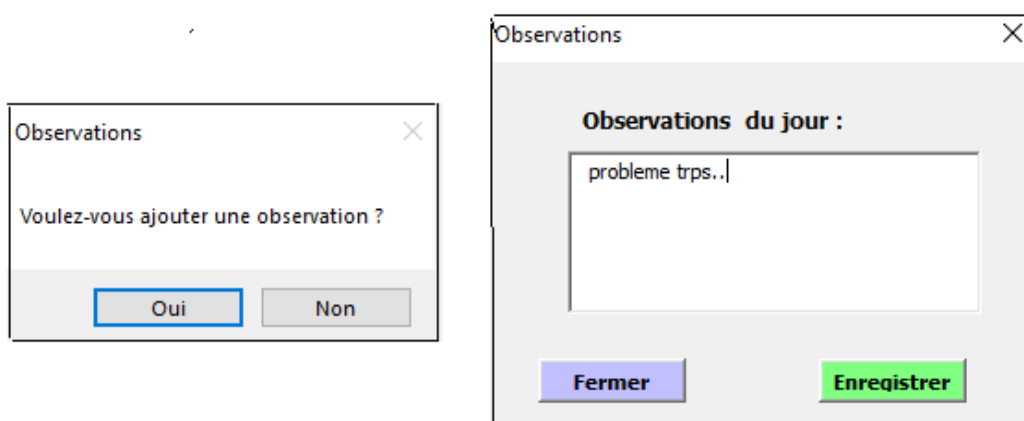 Observations
Voulez-vous ajouter une observation ?
Oui
Non
Observations
Observations du jour :
probleme trps..
Fermer
Enregistrer